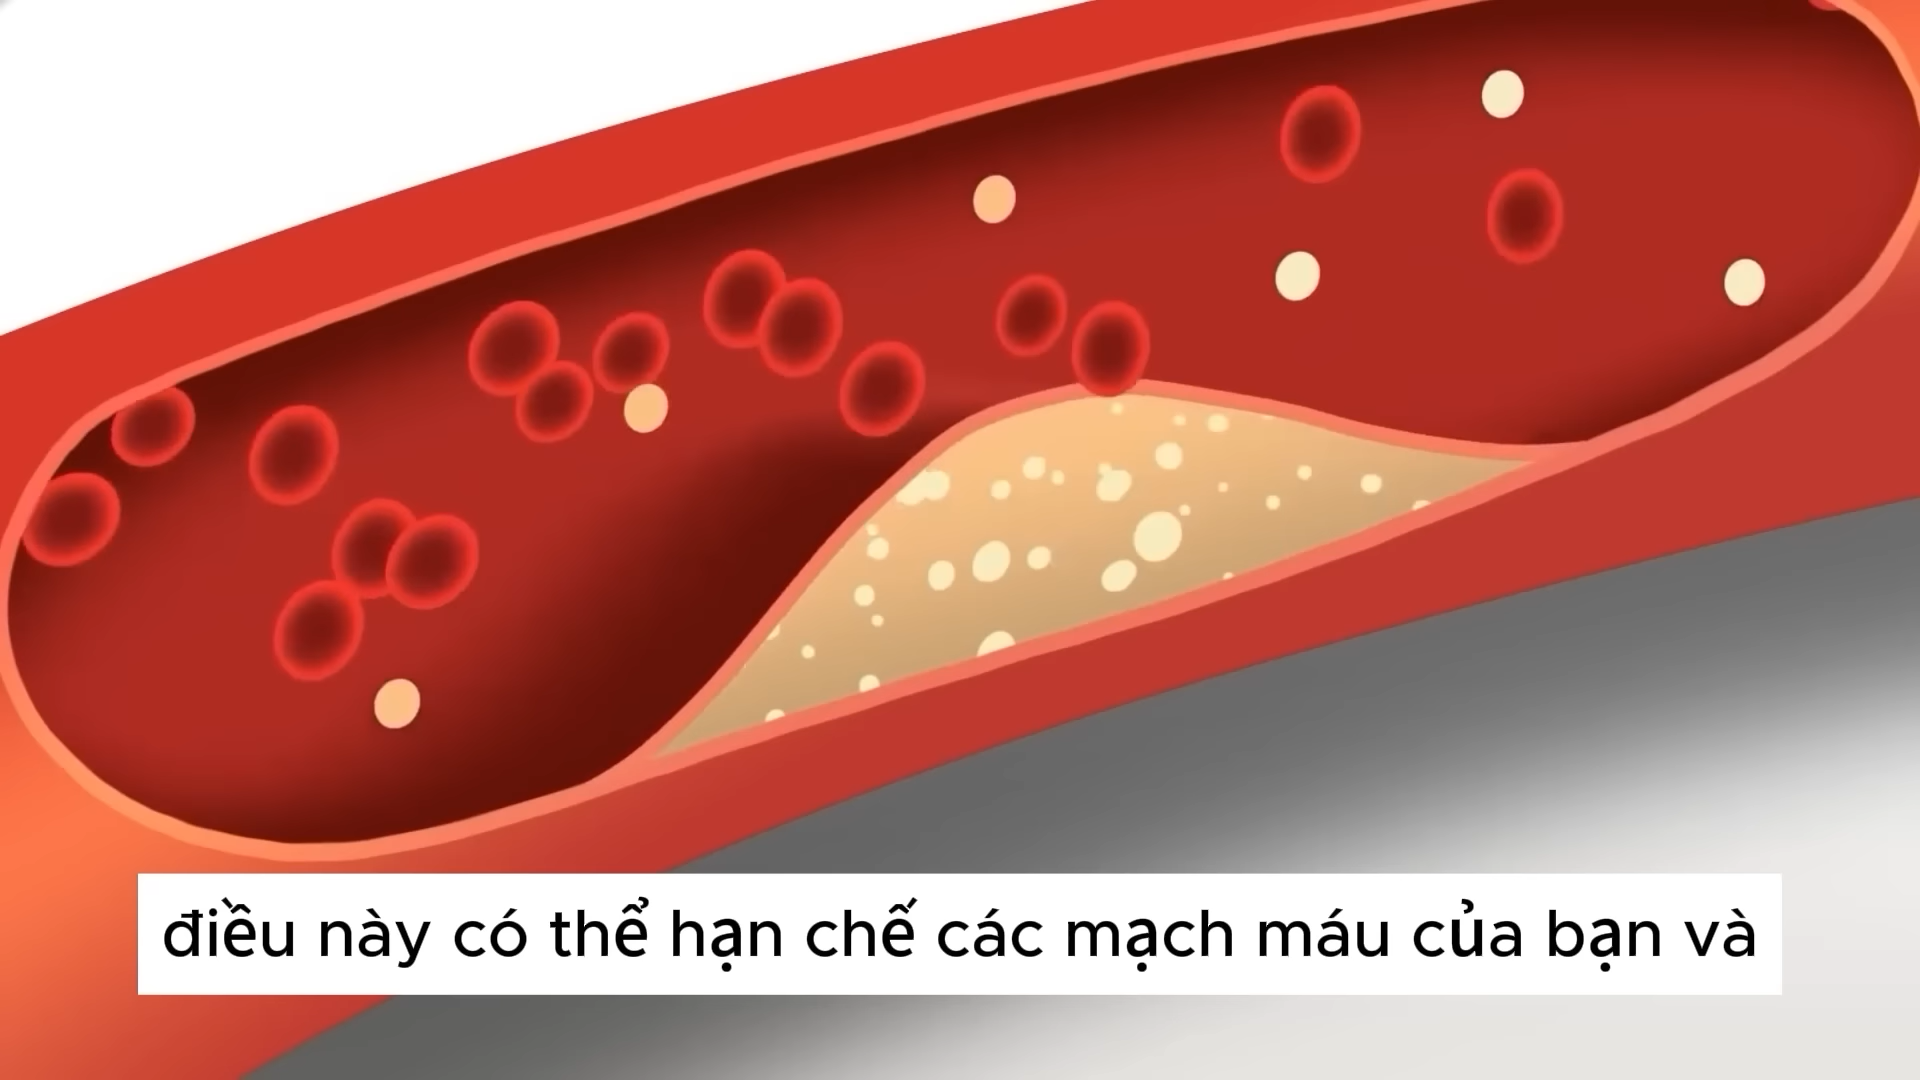 điều này có thể hạn chế các mạch máu của bạn và